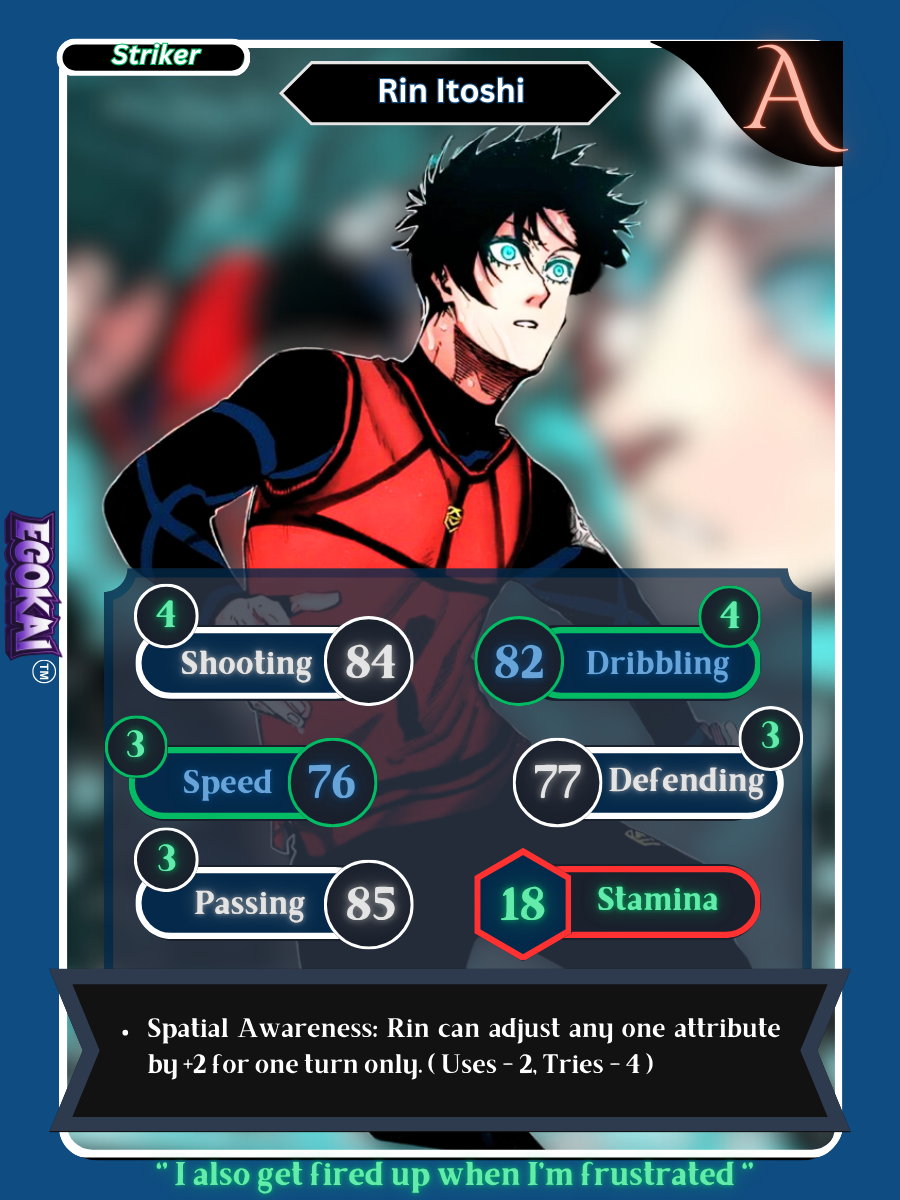 Striker
Rin Itoshi
A
EGOKAI
TM
4
Shooting 84
4
82 Dribbling
3
Speed 76
3
77 Defending
3
Passing 85
18 Stamina
• Spatial Awareness: Rin can adjust any one attribute
by +2 for one turn only. ( Uses - 2, Tries - 4 )
" I also get fired up when I'm frustrated "